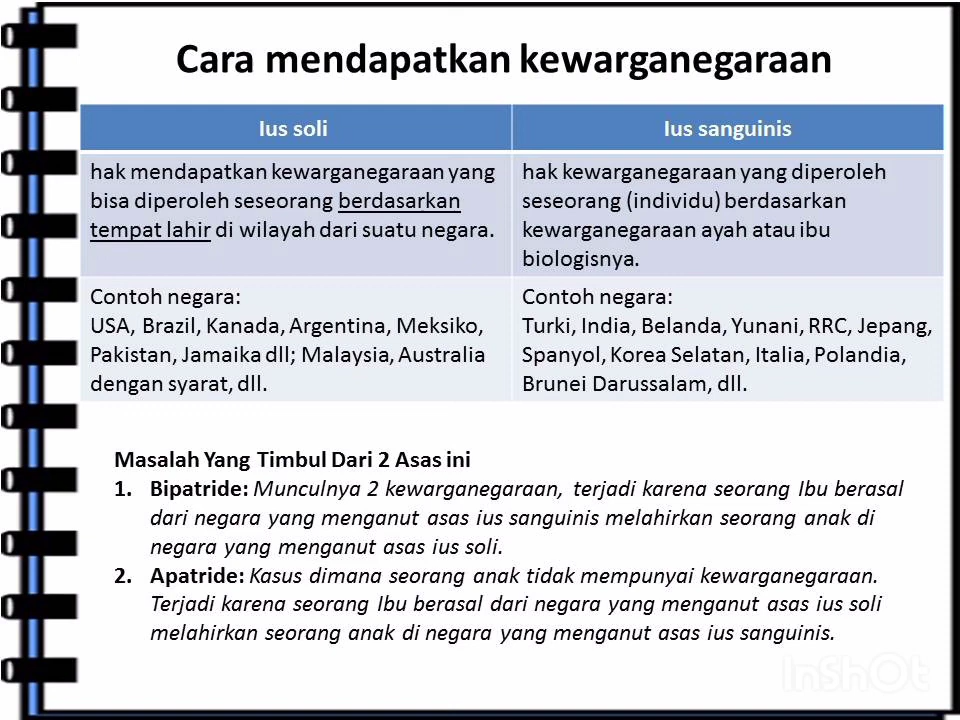 Cara mendapatkan kewarganegaraan
Ius soli
Ius sanguinis
hak mendapatkan kewarganegaraan yang
bisa diperoleh seseorang berdasarkan
tempat lahir di wilayah dari suatu negara.
hak kewarganegaraan yang diperoleh
seseorang (individu) berdasarkan
kewarganegaraan ayah atau ibu
biologisnya.
Contoh negara:
USA, Brazil, Kanada, Argentina, Meksiko,
Pakistan, Jamaika dll; Malaysia, Australia
dengan syarat, dll.
Contoh negara:
Turki, India, Belanda, Yunani, RRC, Jepang,
Spanyol, Korea Selatan, Italia, Polandia,
Brunei Darussalam, dll.
Masalah Yang Timbul Dari 2 Asas ini
1. Bipatride: Munculnya 2 kewarganegaraan, terjadi karena seorang Ibu berasal
dari negara yang menganut asas ius sanguinis melahirkan seorang anak di
negara yang menganut asas ius soli.
2. Apatride: Kasus dimana seorang anak tidak mempunyai kewarganegaraan.
Terjadi karena seorang Ibu berasal dari negara yang menganut asas ius soli
melahirkan seorang anak di negara yang menganut asas ius sanguinis.
InShOt